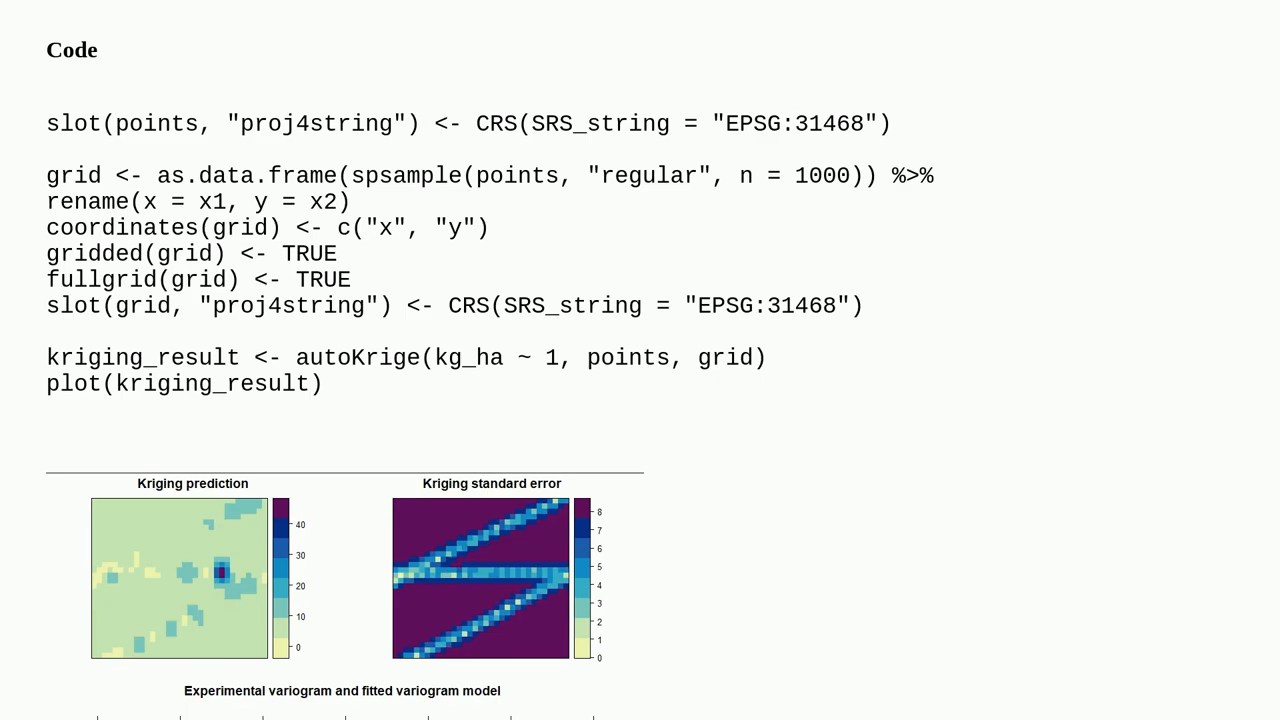 Code
slot(points, "proj4string") <- CRS(SRS_string = "EPSG:31468")
grid <- as.data.frame(spsample(points, "regular", n = 1000)) %>%
rename(x = x1, y = x2)
coordinates(grid) <- c("x", "y")
gridded(grid) <- TRUE
fullgrid(grid) <- TRUE
slot(grid, "proj4string") <- CRS(SRS_string = "EPSG:31468")
kriging_result <- autoKrige(kg_ha ~ 1, points, grid)
plot(kriging_result)
Kriging prediction
40
30
20
10
0
Kriging standard error
8
7
6
5
4
3
2
1
0
Experimental variogram and fitted variogram model